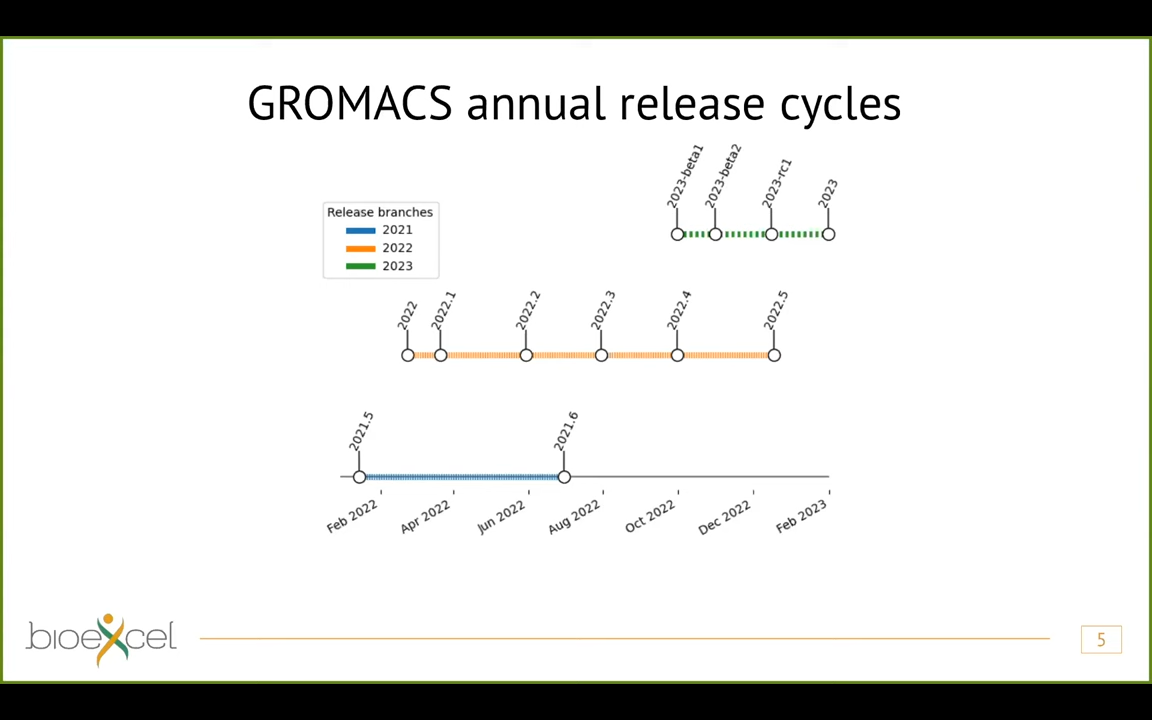 GROMACS annual release cycles
2023-beta1
2023-beta2
2023-rc1
2023
Release branches
2021
2022
2023
2022
2022.1
2022.2
2022.3
2022.4
2022.5
2021.5
2021.6
Feb 2022
Apr 2022
Jun 2022
Aug 2022
Oct 2022
Dec 2022
Feb 2023
bioexcel
5